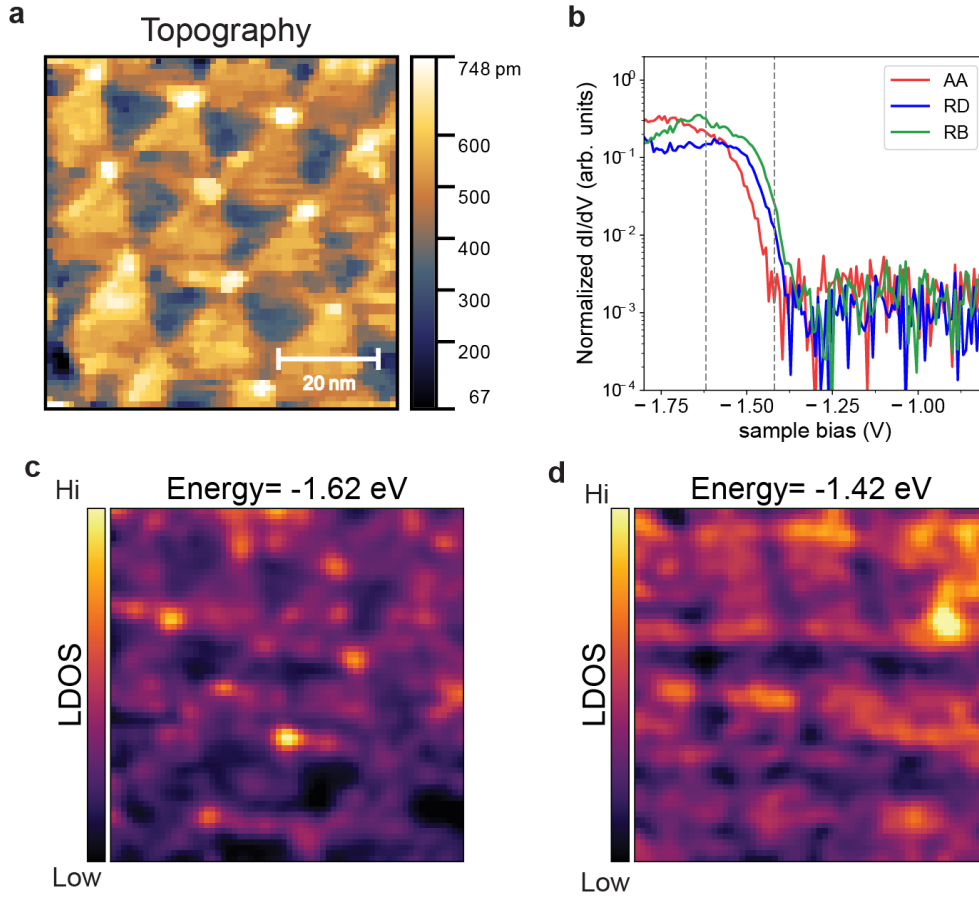 a
Topography
748 pm
600
500
400
300
200
67
20 nm
b
Normalized dI/dV (arb. units)
10⁰
10⁻¹
10⁻²
10⁻³
10⁻⁴
AA
RD
RB
−1.75
−1.50
−1.25
−1.00
sample bias (V)
c
Hi
Energy= -1.62 eV
LDOS
Low
d
Hi
Energy= -1.42 eV
LDOS
Low